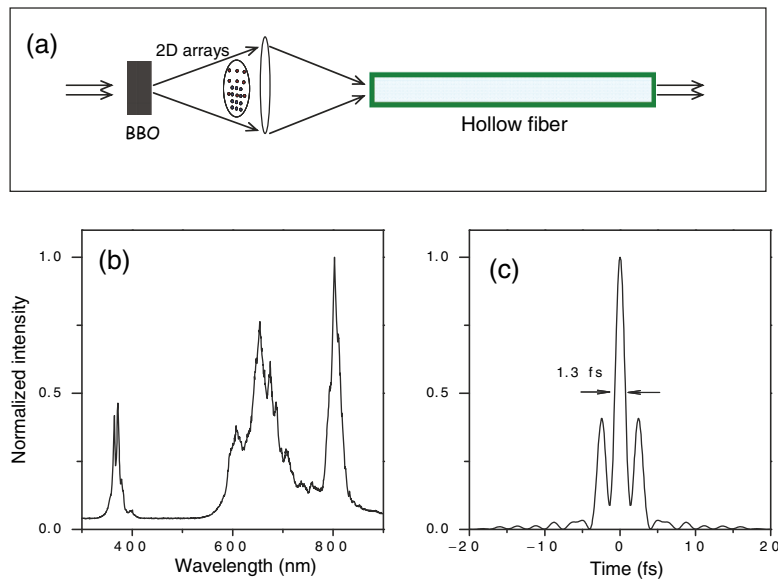 (a)
2D arrays
BBO
Hollow fiber
(b)
(c)
1.0
0.5
0.0
Normalized intensity
400 600 800
Wavelength (nm)
1.0
0.5
0.0
1.3 fs
−20 −10 0 10 20
Time (fs)